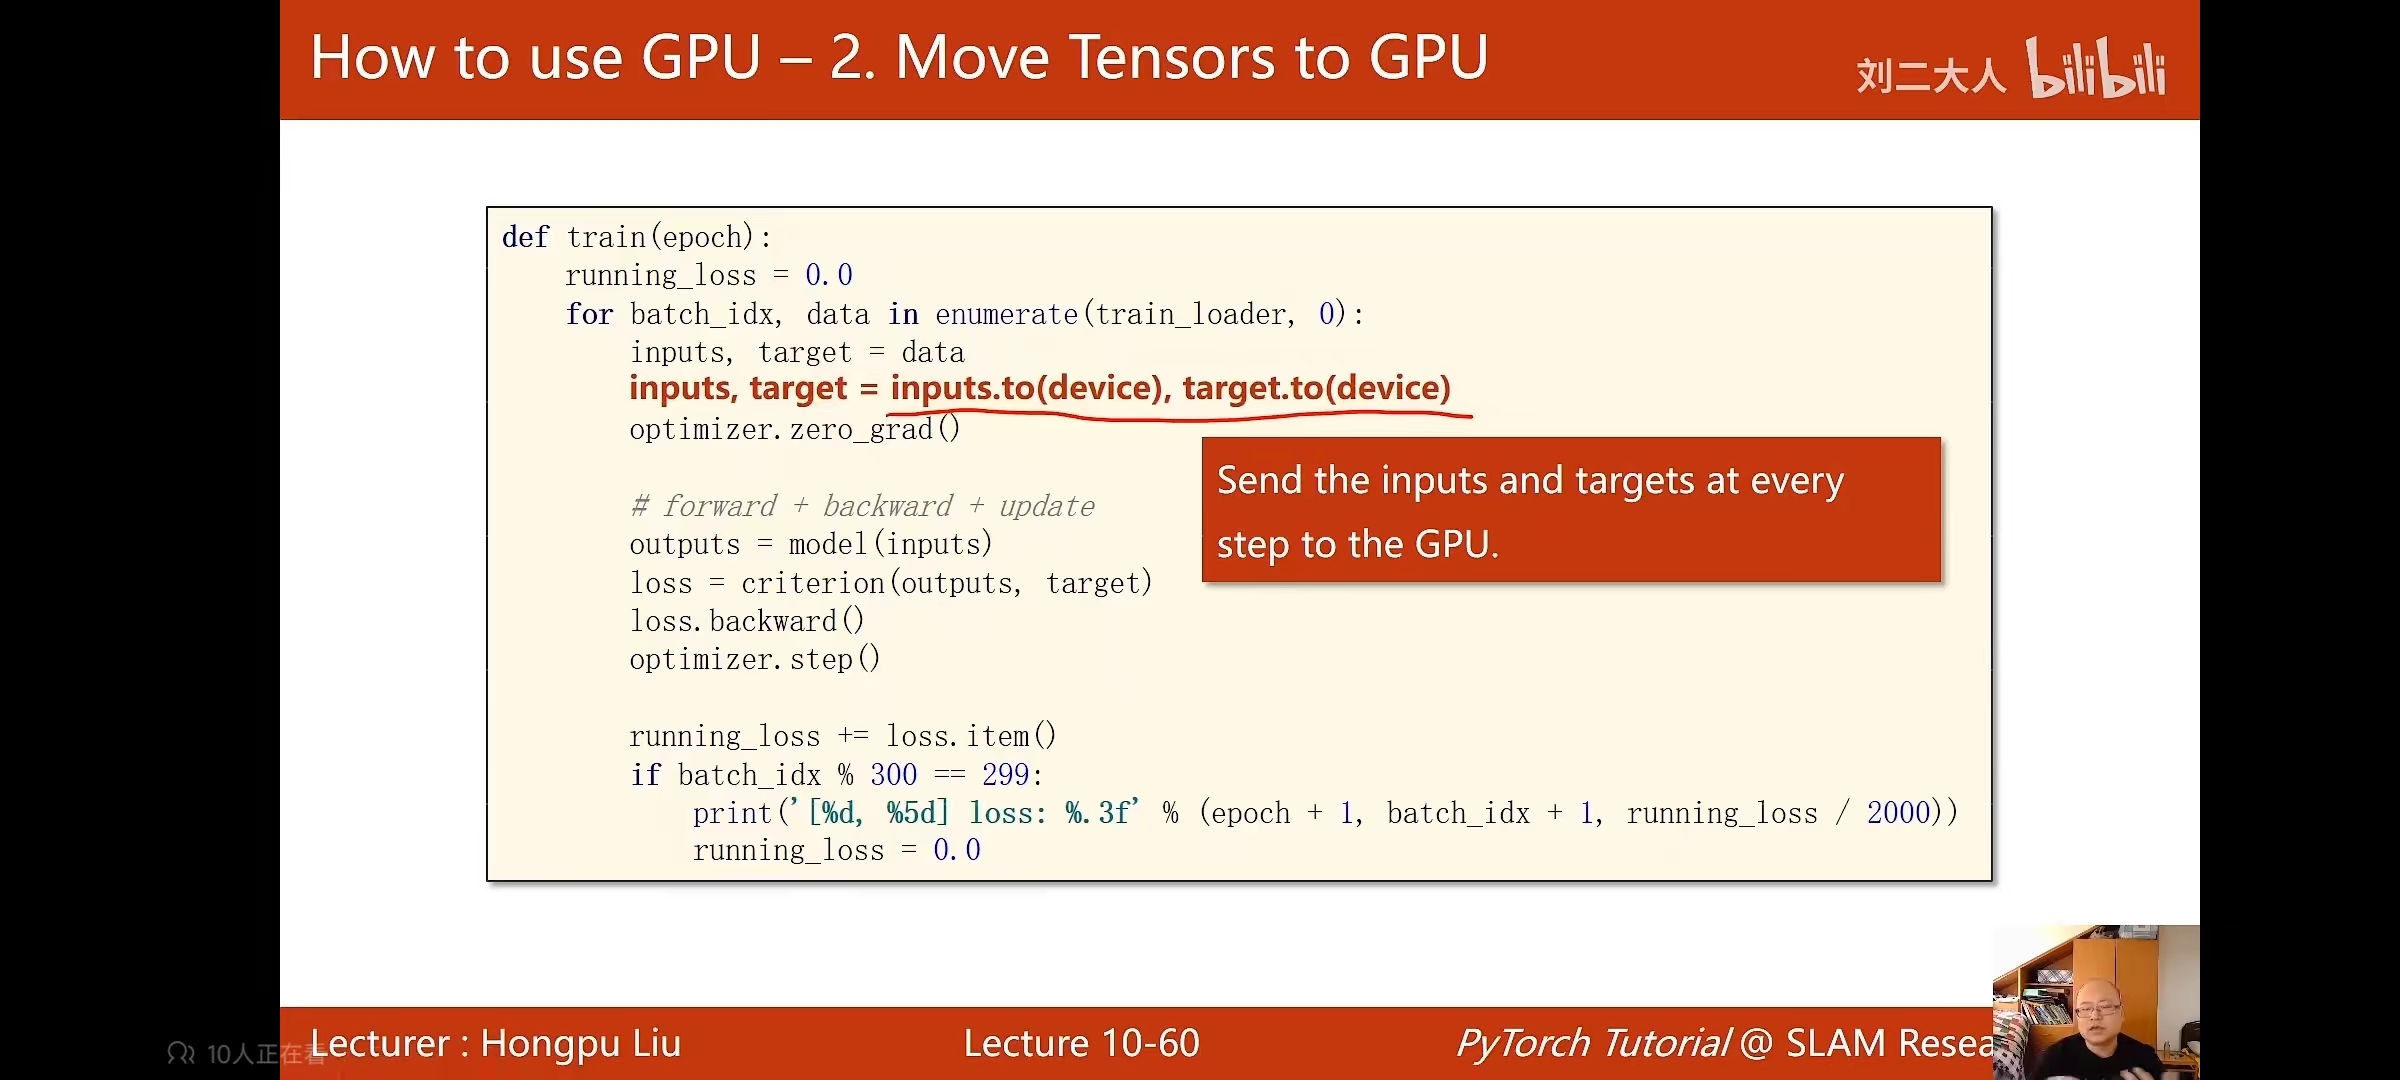 How to use GPU – 2. Move Tensors to GPU
刘二大人 bilibili
def train(epoch):
    running_loss = 0.0
    for batch_idx, data in enumerate(train_loader, 0):
        inputs, target = data
        inputs, target = inputs.to(device), target.to(device)
        optimizer.zero_grad()
        # forward + backward + update
        outputs = model(inputs)
        loss = criterion(outputs, target)
        loss.backward()
        optimizer.step()
        running_loss += loss.item()
        if batch_idx % 300 == 299:
            print('[%d, %5d] loss: %.3f' % (epoch + 1, batch_idx + 1, running_loss / 2000))
            running_loss = 0.0
Send the inputs and targets at every
step to the GPU.
10人正在看
Lecturer : Hongpu Liu
Lecture 10-60
PyTorch Tutorial @ SLAM Resea